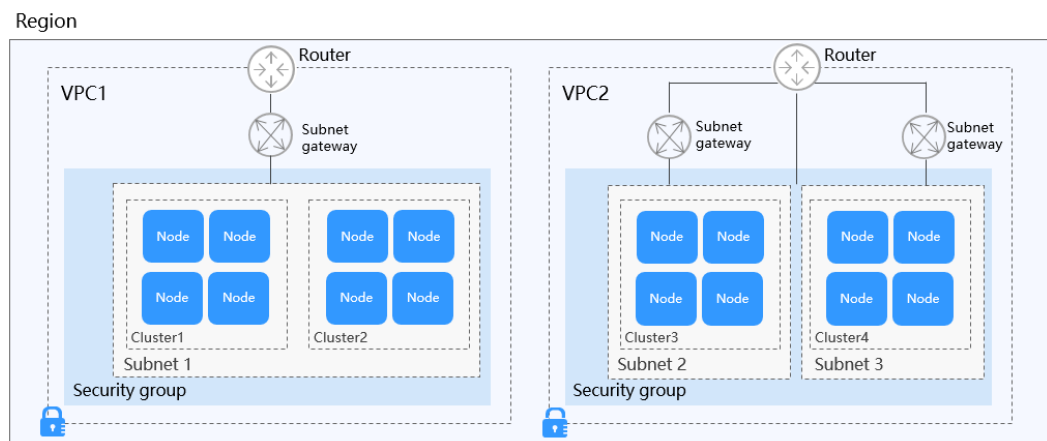 Region
Router
VPC1
Subnet
gateway
Node
Node
Node
Node
Cluster1
Node
Node
Node
Node
Cluster2
Subnet 1
Security group
Router
VPC2
Subnet
gateway
Subnet
gateway
Node
Node
Node
Node
Cluster3
Subnet 2
Node
Node
Node
Node
Cluster4
Subnet 3
Security group